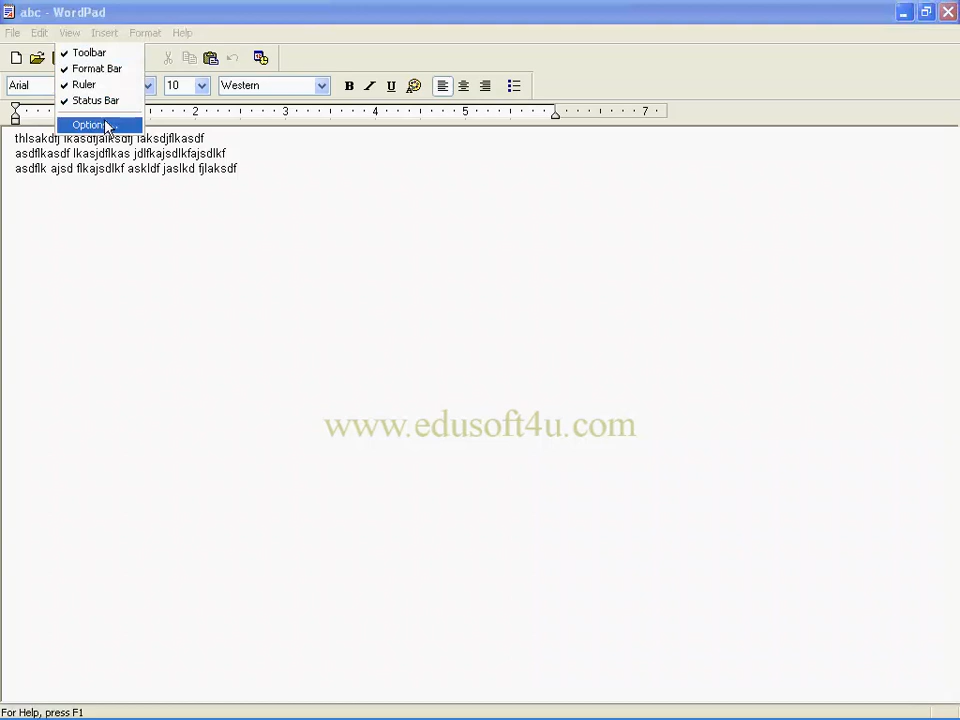 abc - WordPad
File Edit View Insert Format Help
Toolbar
Format Bar
Ruler
Status Bar
Options...
Arial 10 Western B I U
2 3 4 5 7
asdflkasdf lkasjdflkas jdlfkajsdlkfajsdlkf
asdflk ajsd flkajsdlkf askldf jaslkd fjlaksdf
www.edusoft4u.com
For Help, press F1